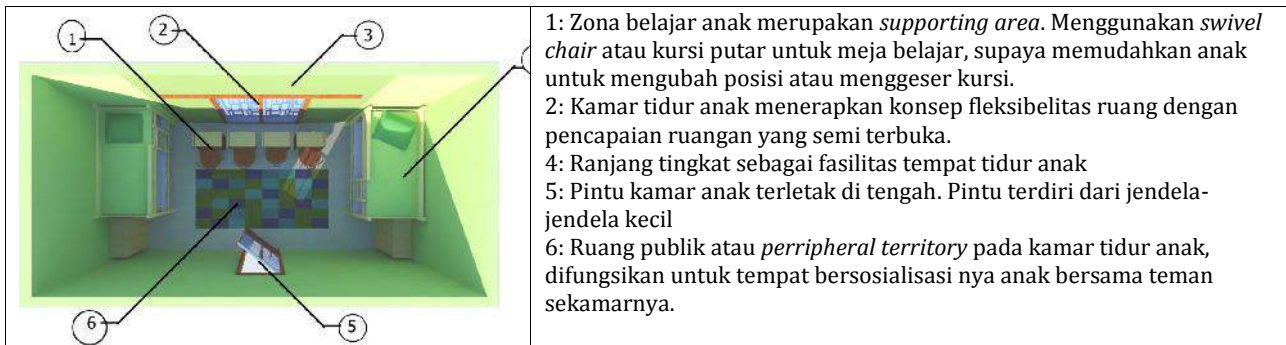 1
2
3
6
5
1: Zona belajar anak merupakan supporting area. Menggunakan swivel
chair atau kursi putar untuk meja belajar, supaya memudahkan anak
untuk mengubah posisi atau menggeser kursi.
2: Kamar tidur anak menerapkan konsep fleksibelitas ruang dengan
pencapaian ruangan yang semi terbuka.
4: Ranjang tingkat sebagai fasilitas tempat tidur anak
5: Pintu kamar anak terletak di tengah. Pintu terdiri dari jendela-
jendela kecil
6: Ruang publik atau perripheral territory pada kamar tidur anak,
difungsikan untuk tempat bersosialisasi nya anak bersama teman
sekamarnya.